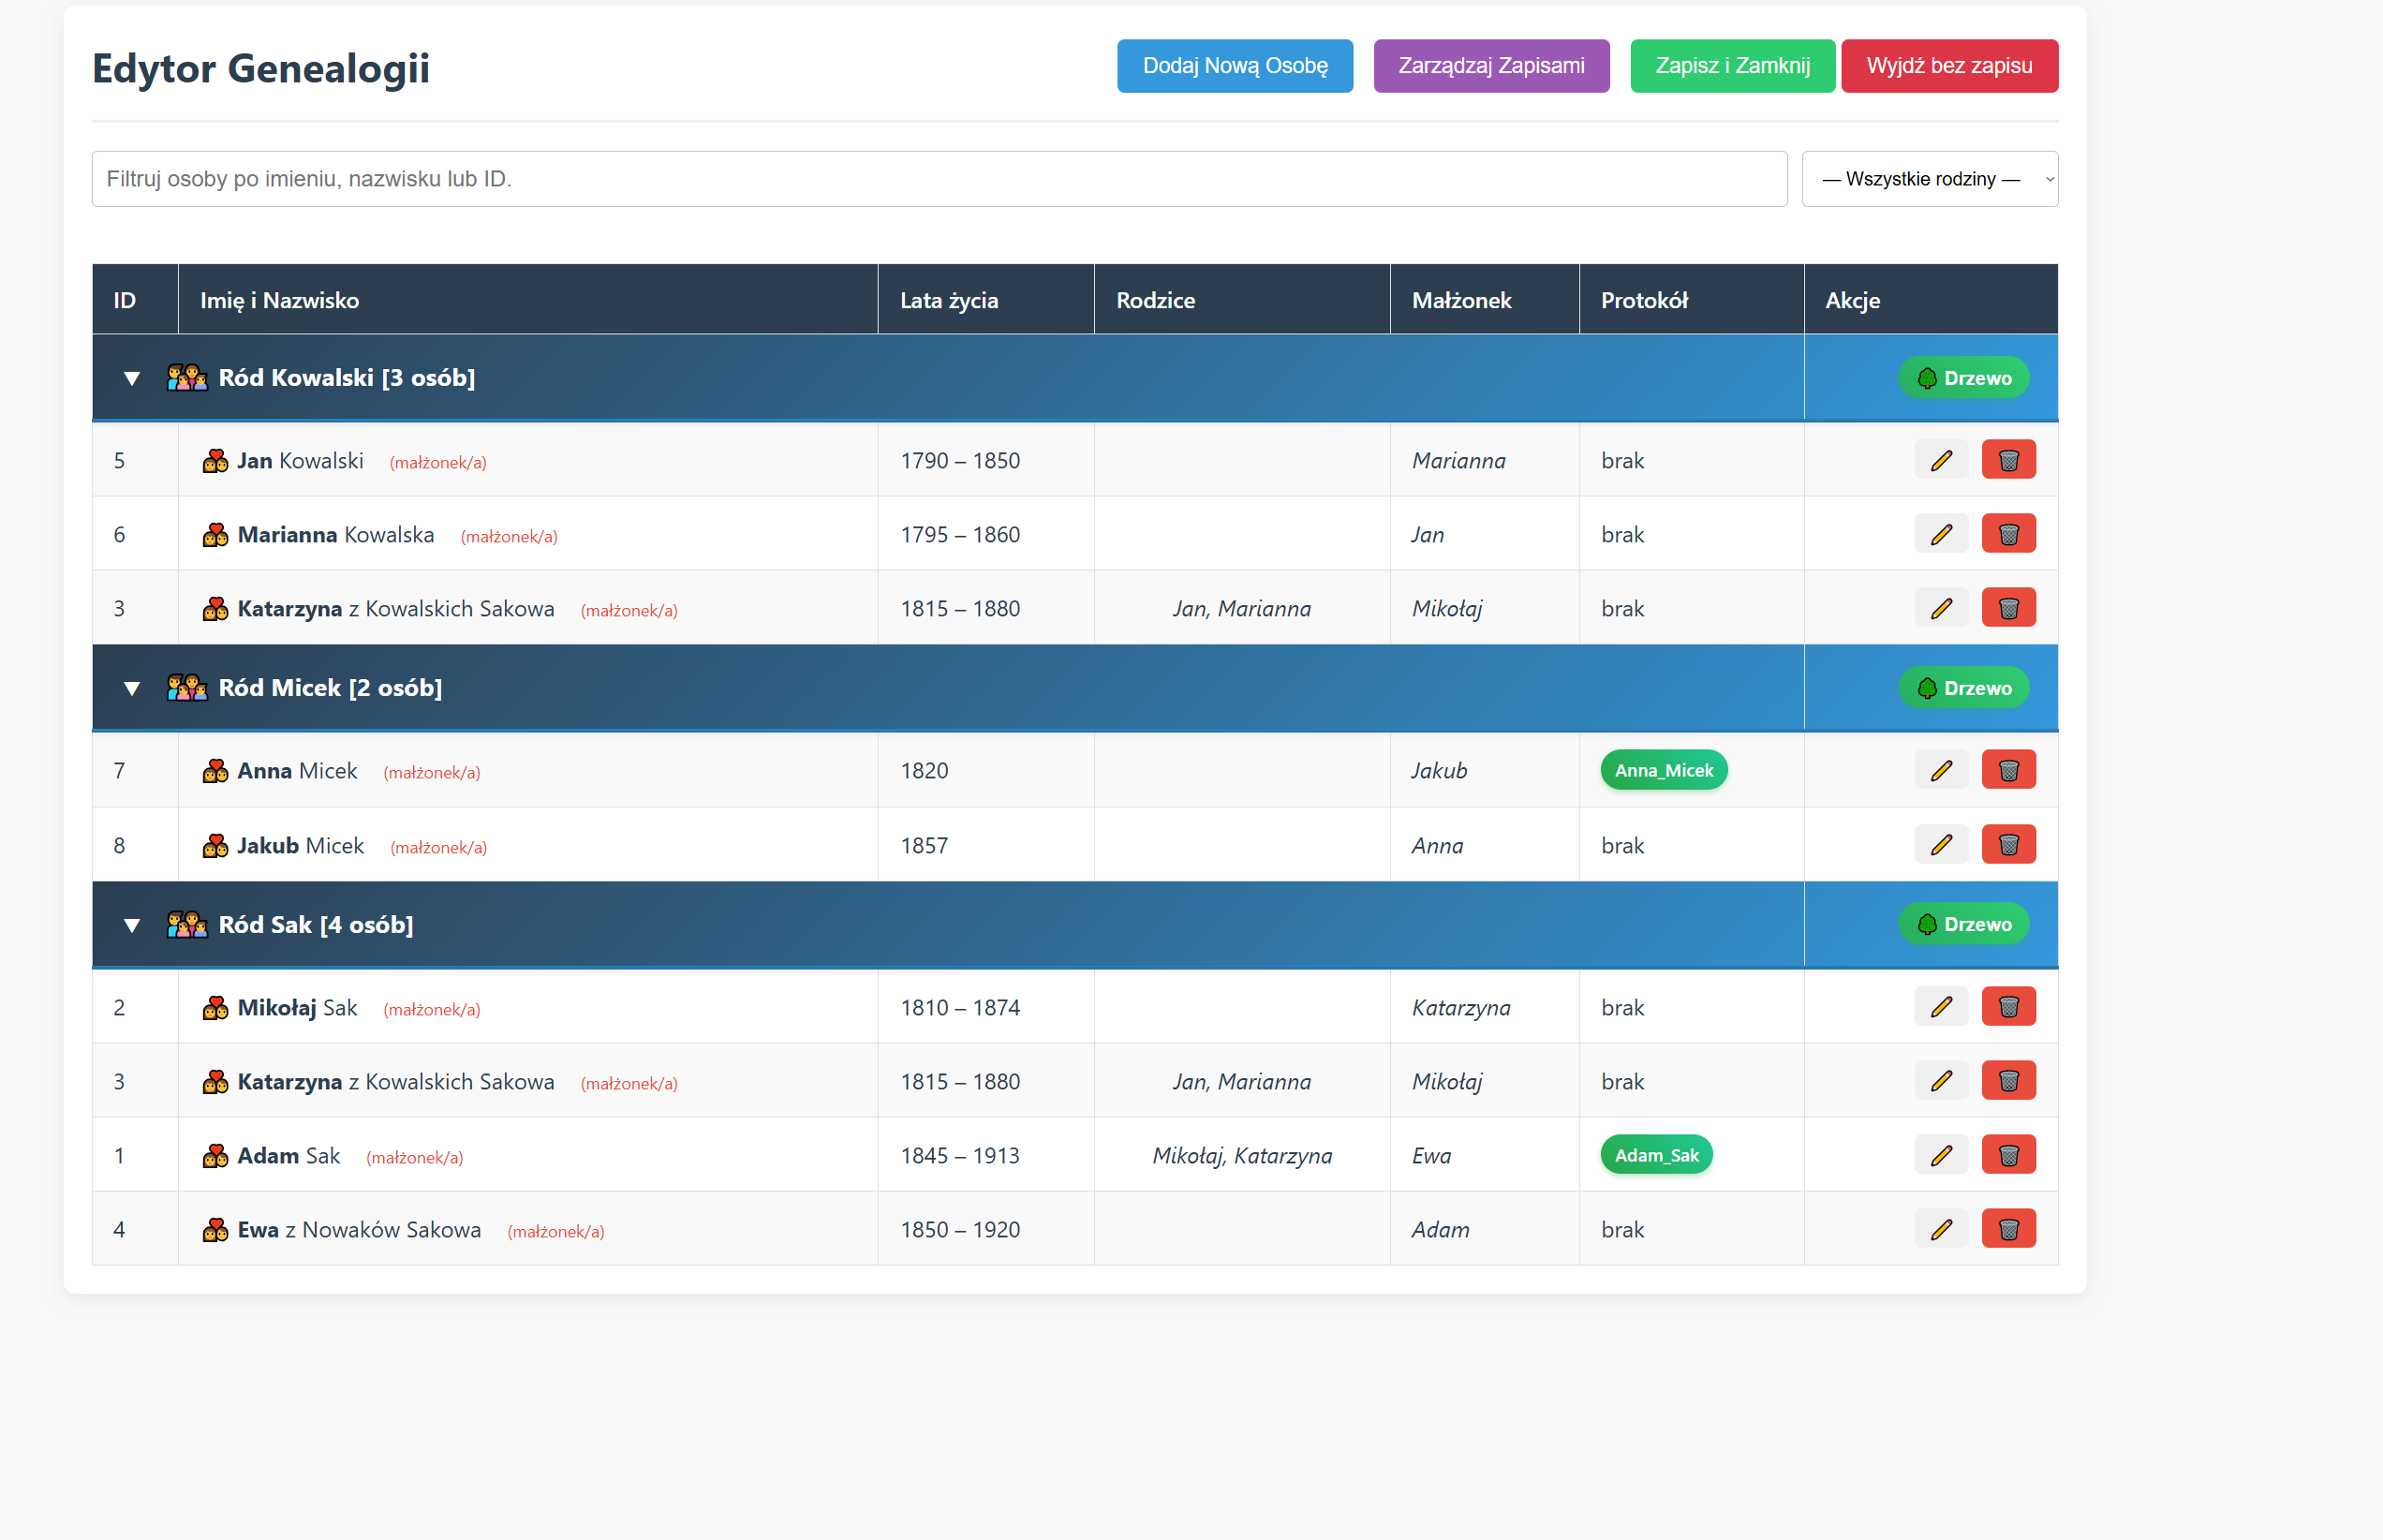 Edytor Genealogii
Dodaj Nową Osobę Zarządzaj Zapisami Zapisz i Zamknij Wyjdź bez zapisu
Filtruj osoby po imieniu, nazwisku lub ID. — Wszystkie rodziny —
ID Imię i Nazwisko Lata życia Rodzice Małżonek Protokół Akcje
Ród Kowalski [3 osób] Drzewo
5 Jan Kowalski (małżonek/a) 1790 – 1850 Marianna brak
6 Marianna Kowalska (małżonek/a) 1795 – 1860 Jan brak
3 Katarzyna z Kowalskich Sakowa (małżonek/a) 1815 – 1880 Jan, Marianna Mikołaj brak
Ród Micek [2 osób] Drzewo
7 Anna Micek (małżonek/a) 1820 Jakub Anna_Micek
8 Jakub Micek (małżonek/a) 1857 Anna brak
Ród Sak [4 osób] Drzewo
2 Mikołaj Sak (małżonek/a) 1810 – 1874 Katarzyna brak
3 Katarzyna z Kowalskich Sakowa (małżonek/a) 1815 – 1880 Jan, Marianna Mikołaj brak
1 Adam Sak (małżonek/a) 1845 – 1913 Mikołaj, Katarzyna Ewa Adam_Sak
4 Ewa z Nowaków Sakowa (małżonek/a) 1850 – 1920 Adam brak